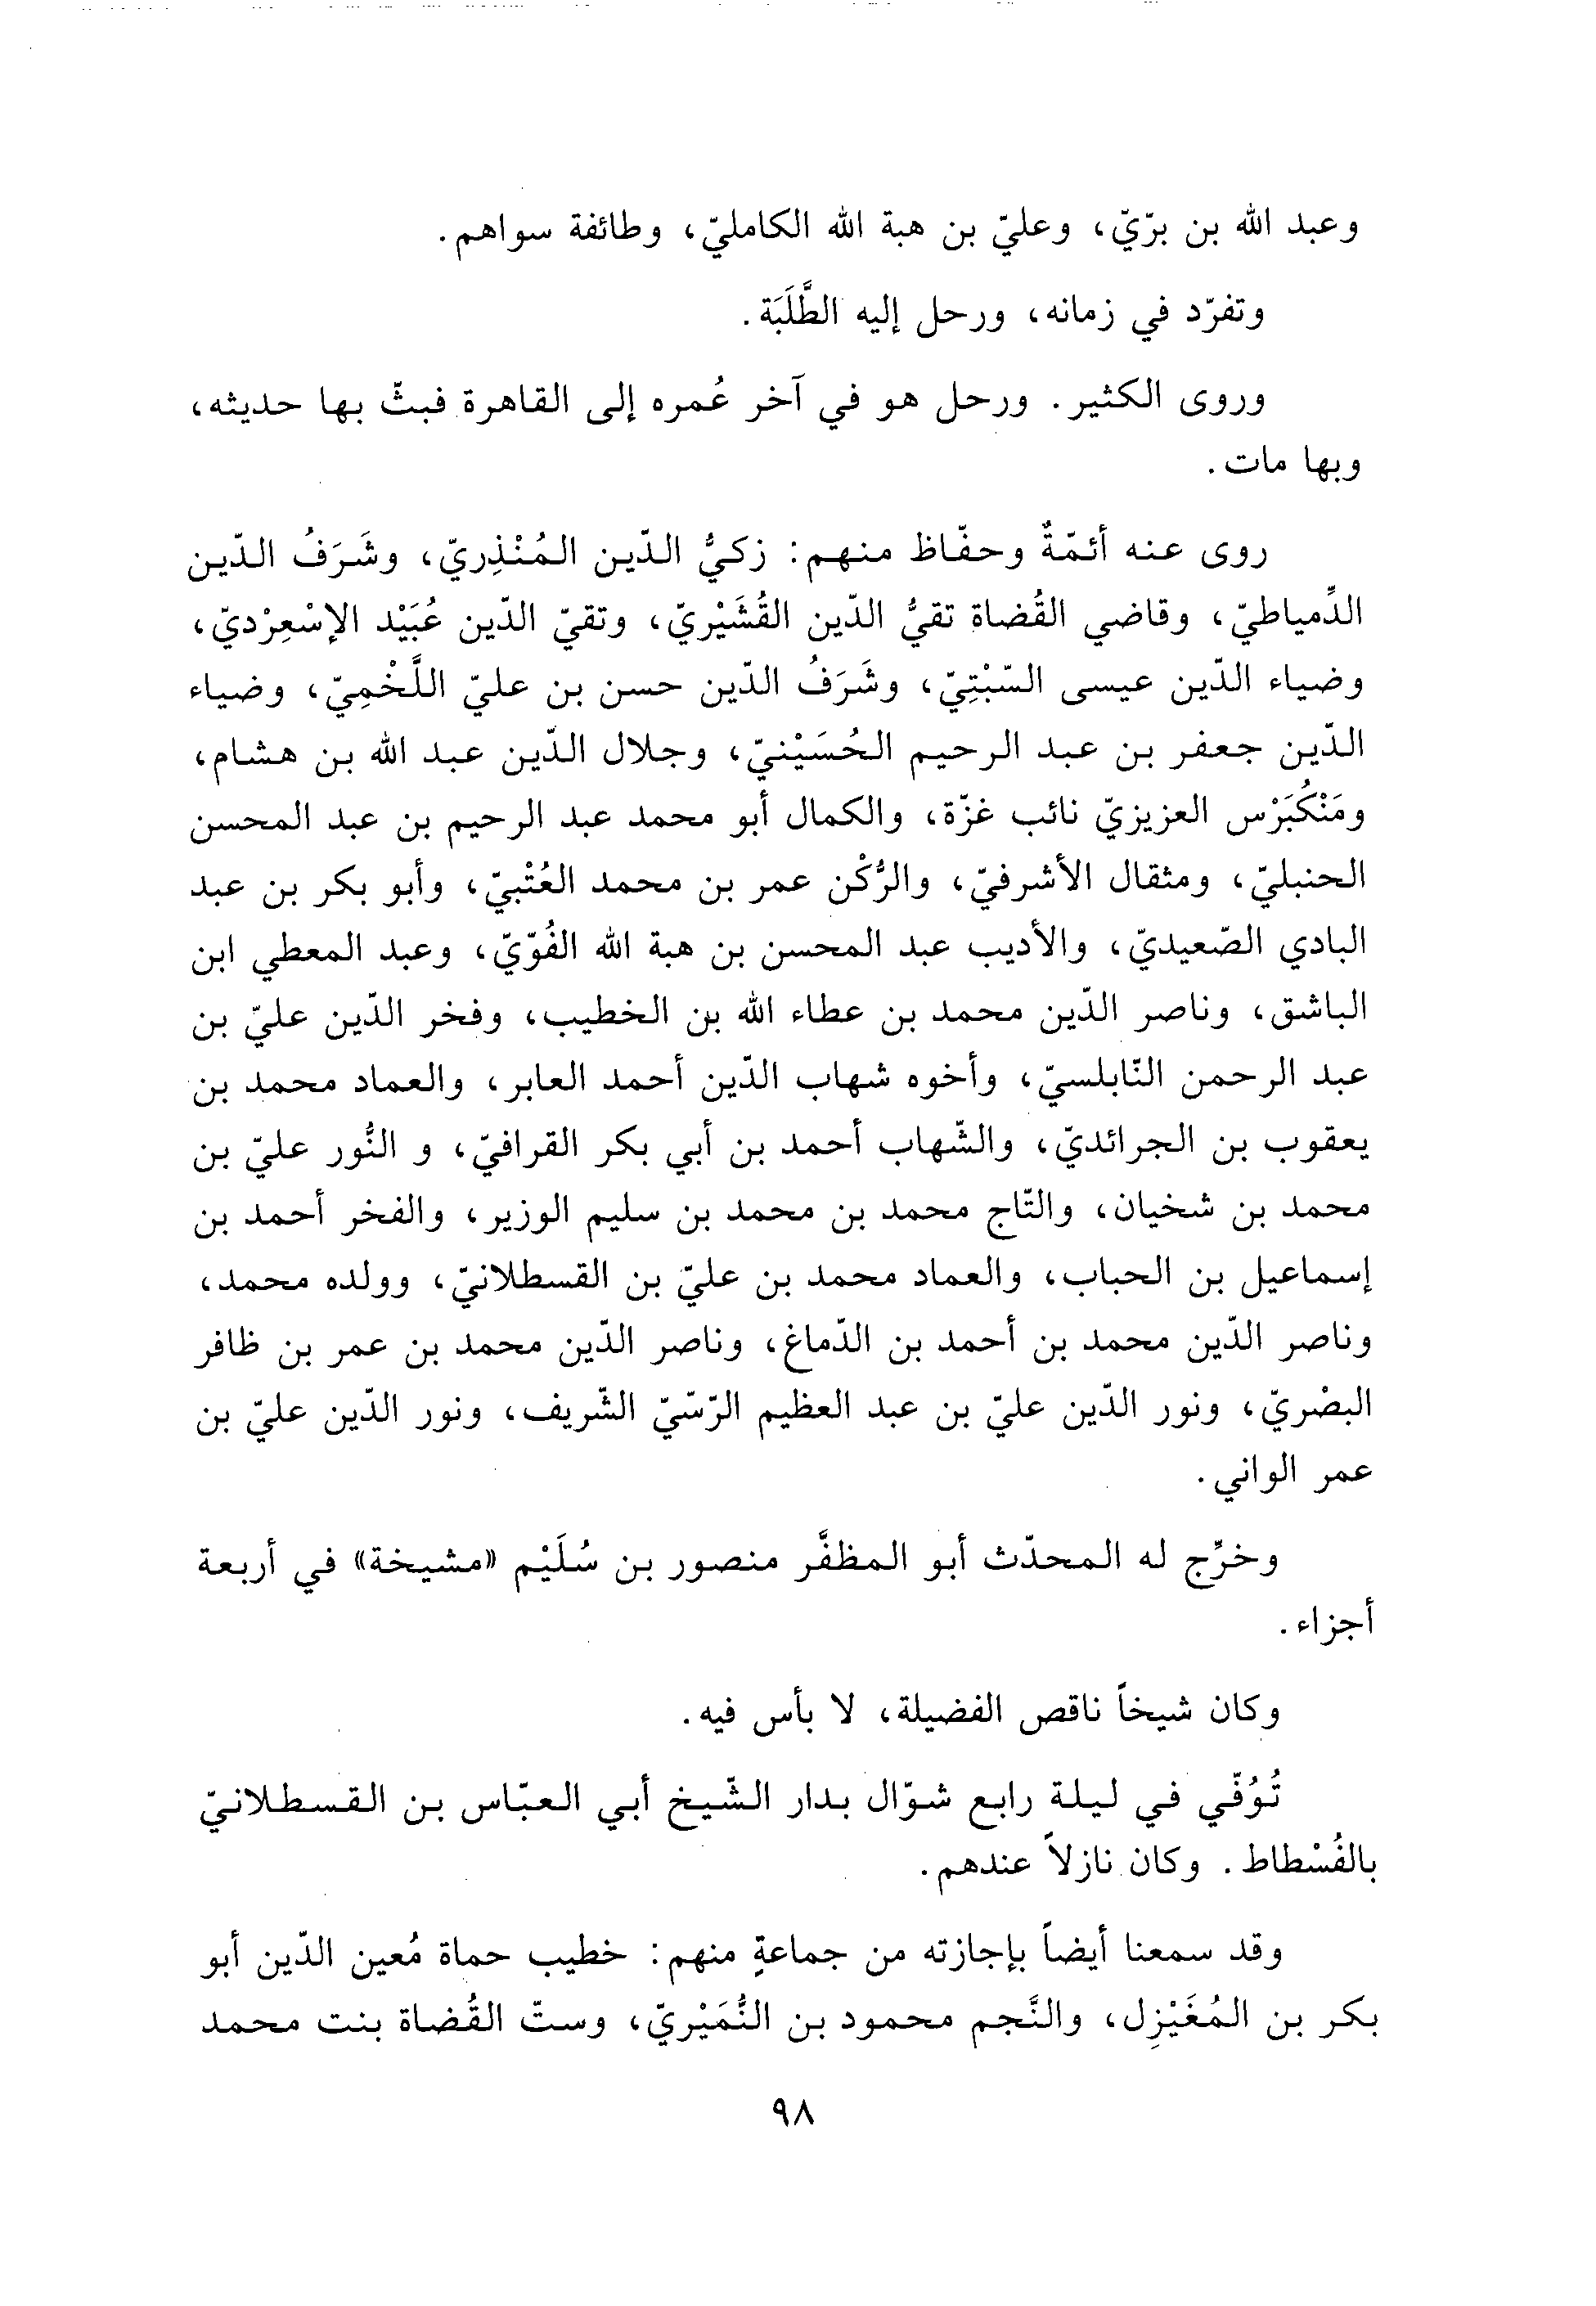 وعبد الله بن برّيّ، وعليّ بن هبة الله الكامليّ، وطائفة سواهم.
وتفرّد في زمانه، ورحل إليه الطَّلَبَة.
وروى الكثير. ورحل هو في آخر عُمره إلى القاهرة فبثّ بها حديثه،
وبها مات.
روى عنه أئمّةٌ وحفّاظ منهم: زكيُّ الدّين المُنْذِريّ، وشَرَفُ الدّين
الدِّمياطيّ، وقاضي القُضاة تقيُّ الدّين القُشَيْريّ، وتقيّ الدّين عُبَيْد الإسْعِرْديّ،
وضياء الدّين عيسى السّبْتِيّ، وشَرَفُ الدّين حسن بن عليّ اللَّخْمِيّ، وضياء
الدّين جعفر بن عبد الرحيم الحُسَيْنيّ، وجلال الدّين عبد الله بن هشام،
ومَنْكُبَرْس العزيزيّ نائب غزّة، والكمال أبو محمد عبد الرحيم بن عبد المحسن
الحنبليّ، ومثقال الأشرفيّ، والرُّكْن عمر بن محمد العُتْبيّ، وأبو بكر بن عبد
البادي الصّعيديّ، والأديب عبد المحسن بن هبة الله الفُوّيّ، وعبد المعطي ابن
الباشق، وناصر الدّين محمد بن عطاء الله بن الخطيب، وفخر الدّين عليّ بن
عبد الرحمن النّابلسيّ، وأخوه شهاب الدّين أحمد العابر، والعماد محمد بن
يعقوب بن الجرائديّ، والشّهاب أحمد بن أبي بكر القرافيّ، و النُّور عليّ بن
محمد بن شخيان، والتّاج محمد بن محمد بن سليم الوزير، والفخر أحمد بن
إسماعيل بن الحباب، والعماد محمد بن عليّ بن القسطلانيّ، وولده محمد،
وناصر الدّين محمد بن أحمد بن الدّماغ، وناصر الدّين محمد بن عمر بن ظافر
البصْريّ، ونور الدّين عليّ بن عبد العظيم الرّسّيّ الشّريف، ونور الدّين عليّ بن
عمر الواني.
وخرِّج له المحدّث أبو المظفَّر منصور بن سُلَيْم «مشيخة» في أربعة
أجزاء.
وكان شيخاً ناقص الفضيلة، لا بأس فيه.
تُوُفّي في ليلة رابع شوّال بدار الشّيخ أبي العبّاس بن القسطلانيّ
بالفُسْطاط. وكان نازلاً عندهم.
وقد سمعنا أيضاً بإجازته من جماعةٍ منهم: خطيب حماة مُعين الدّين أبو
بكر بن المُغَيْزِل، والنَّجم محمود بن النُّمَيْريّ، وستّ القُضاة بنت محمد
٩٨